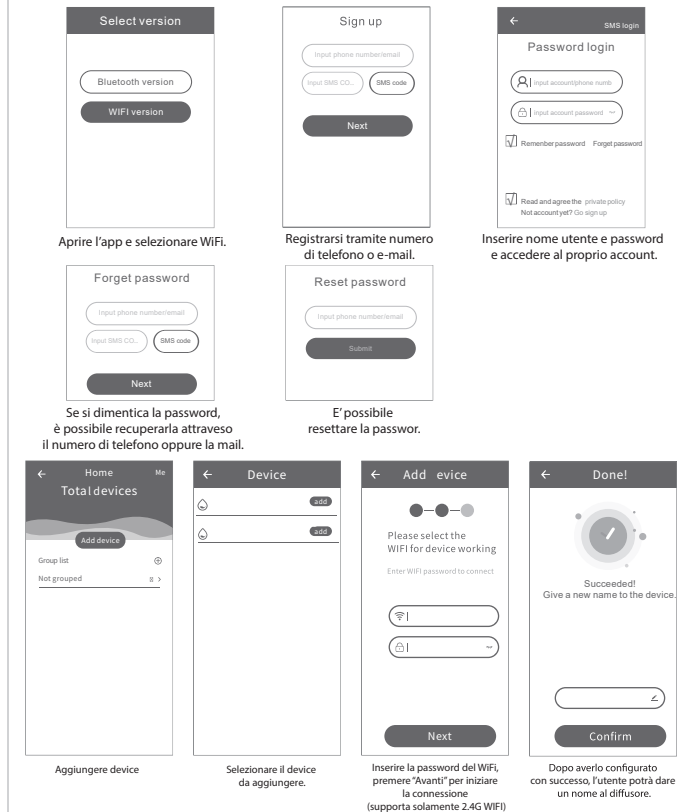 Select version
Bluetooth version
WIFI version
Aprire l'app e selezionare WiFi.
Sign up
Input phone number/email
Input SMS CO...
SMS code
Next
Registrarsi tramite numero
di telefono o e-mail.
SMS login
Password login
input account/phone numb
input account password
Remenber password Forget password
Read and agree the private policy
Not account yet? Go sign up
Inserire nome utente e password
e accedere al proprio account.
Forget password
Input phone number/email
Input SMS CO...
SMS code
Next
Se si dimentica la password,
è possibile recuperarla attraveso
il numero di telefono oppure la mail.
Reset password
Input phone number/email
Submit
E' possibile
resettare la passwor.
Home Me
Total devices
Add device
Group list
Not grouped
Aggiungere device
Device
add
add
Selezionare il device
da aggiungere.
Add evice
Please select the
WIFI for device working
Enter WIFI password to connect
Next
Inserire la password del WiFi,
premere "Avanti" per iniziare
la connessione
(supporta solamente 2.4G WIFI)
Done!
Succeeded!
Give a new name to the device.
Confirm
Dopo averlo configurato
con successo, l'utente potrà dare
un nome al diffusore.